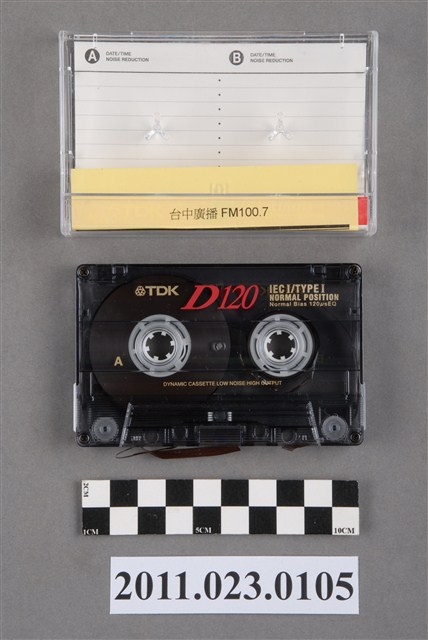 A DATE/TIME NOISE REDUCTION
B DATE/TIME NOISE REDUCTION
台中廣播 FM100.7
TDK D120 IEC I/TYPE I
NORMAL POSITION
Normal Bias 120μsEQ
A
DYNAMIC CASSETTE LOW NOISE HIGH OUTPUT
2CM
1CM 5CM 10CM
2011.023.0105